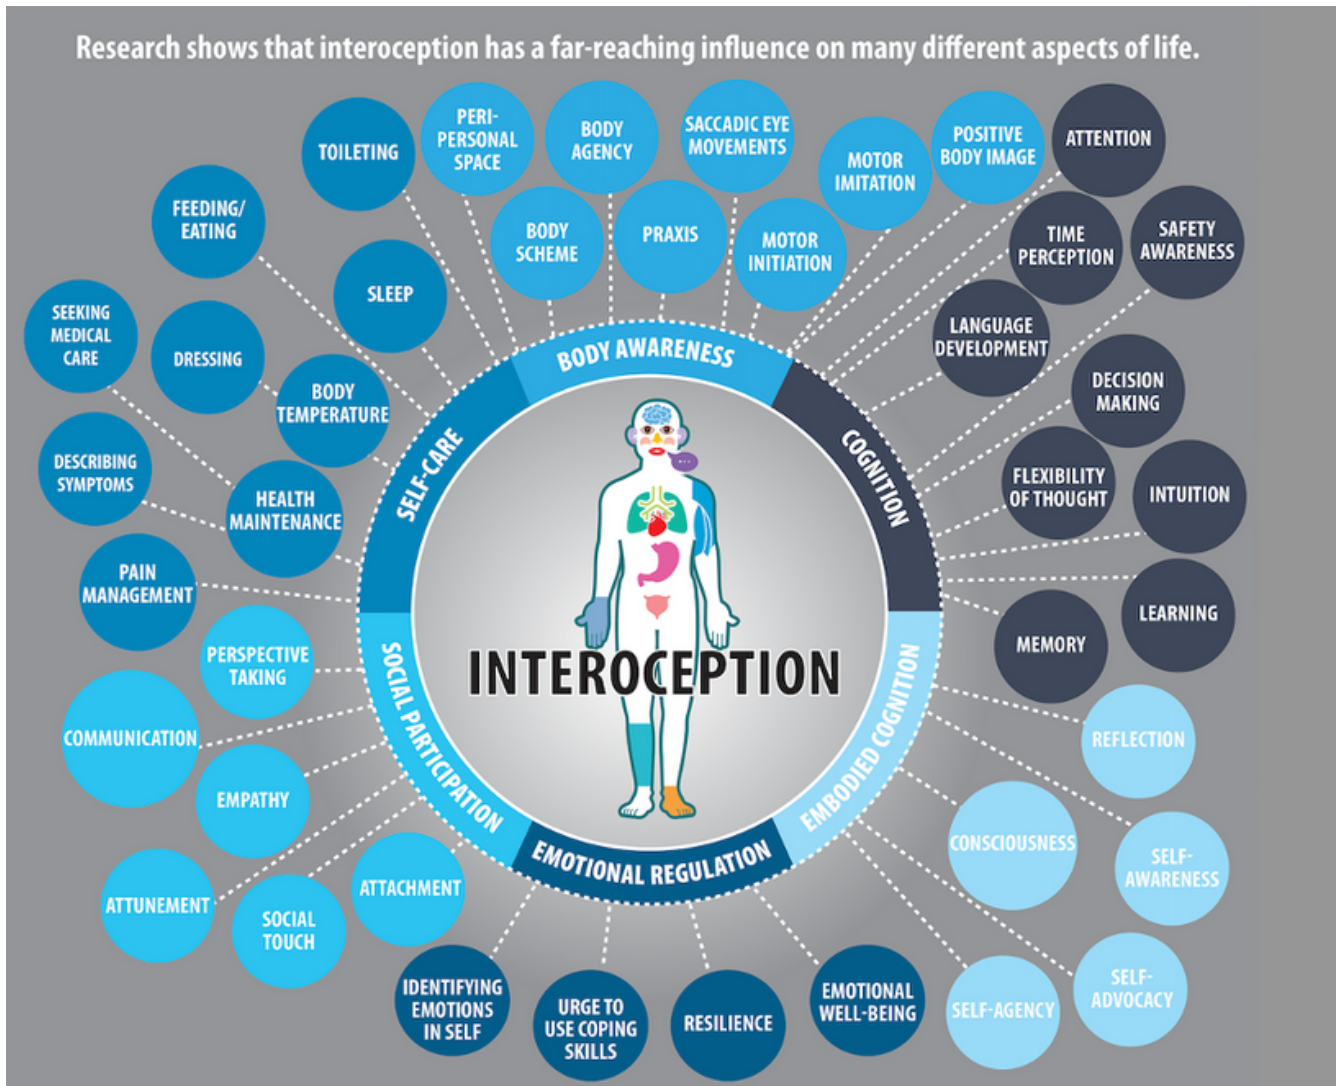 Research shows that interoception has a far-reaching influence on many different aspects of life.
TOILETING
PERI-
PERSONAL
SPACE
BODY
AGENCY
SACCADIC EYE
MOVEMENTS
MOTOR
IMITATION
POSITIVE
BODY IMAGE
ATTENTION
FEEDING/
EATING
BODY
SCHEME
PRAXIS
MOTOR
INITIATION
TIME
PERCEPTION
SAFETY
AWARENESS
SLEEP
SEEKING
MEDICAL
CARE
DRESSING
BODY
TEMPERATURE
LANGUAGE
DEVELOPMENT
DECISION
MAKING
DESCRIBING
SYMPTOMS
HEALTH
MAINTENANCE
FLEXIBILITY
OF THOUGHT
INTUITION
PAIN
MANAGEMENT
LEARNING
MEMORY
BODY AWARENESS
SELF-CARE
COGNITION
INTEROCEPTION
SOCIAL PARTICIPATION
EMBODIED COGNITION
EMOTIONAL REGULATION
PERSPECTIVE
TAKING
COMMUNICATION
EMPATHY
ATTUNEMENT
SOCIAL
TOUCH
ATTACHMENT
REFLECTION
CONSCIOUSNESS
SELF-
AWARENESS
SELF-
ADVOCACY
SELF-AGENCY
IDENTIFYING
EMOTIONS
IN SELF
URGE TO
USE COPING
SKILLS
RESILIENCE
EMOTIONAL
WELL-BEING